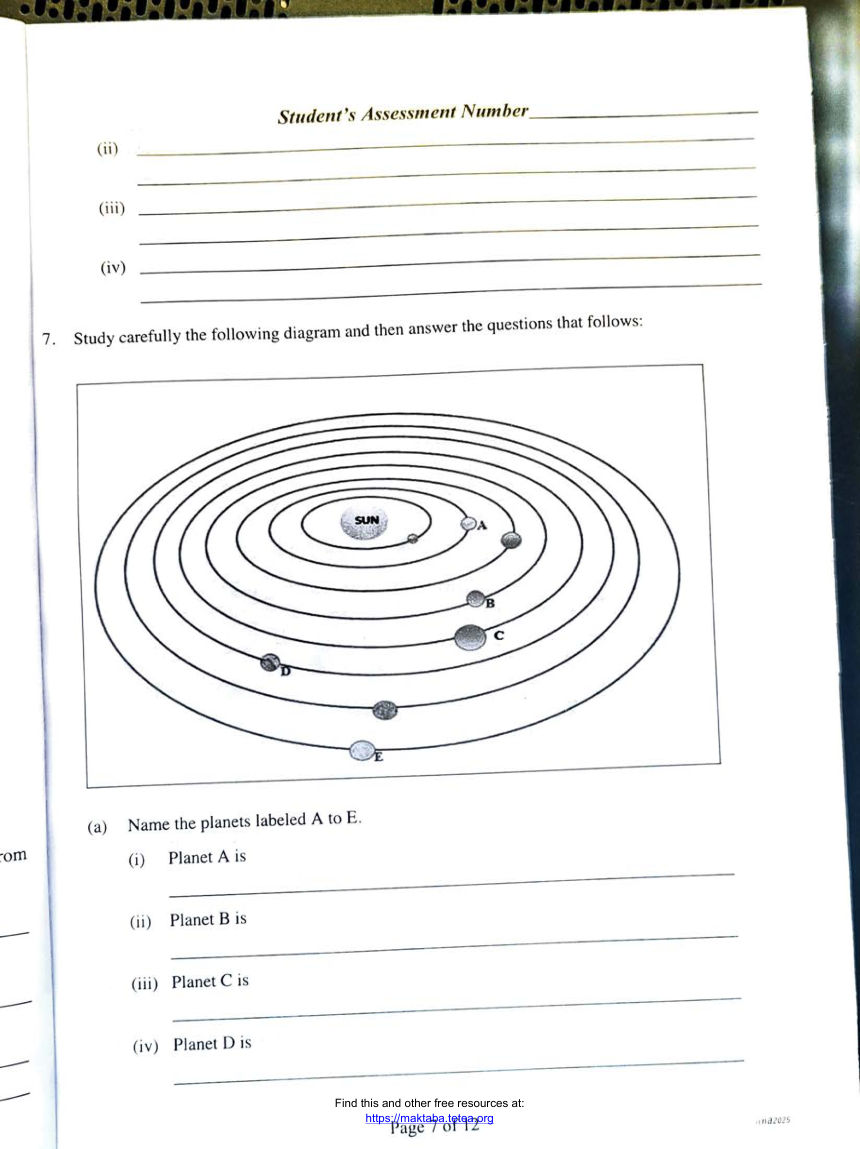 Student's Assessment Number
(ii)
(iii)
(iv)
7. Study carefully the following diagram and then answer the questions that follows:
SUN
A
B
C
D
E
(a) Name the planets labeled A to E.
rom
(i) Planet A is
(ii) Planet B is
(iii) Planet C is
(iv) Planet D is
Find this and other free resources at:
https://maktaba.tetea.org
Page 7 of 12